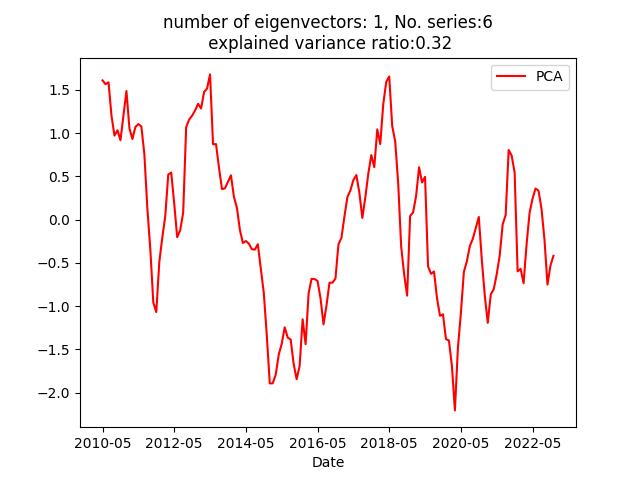 number of eigenvectors: 1, No. series:6
explained variance ratio:0.32
PCA
1.5
1.0
0.5
0.0
−0.5
−1.0
−1.5
−2.0
2010-05 2012-05 2014-05 2016-05 2018-05 2020-05 2022-05
Date